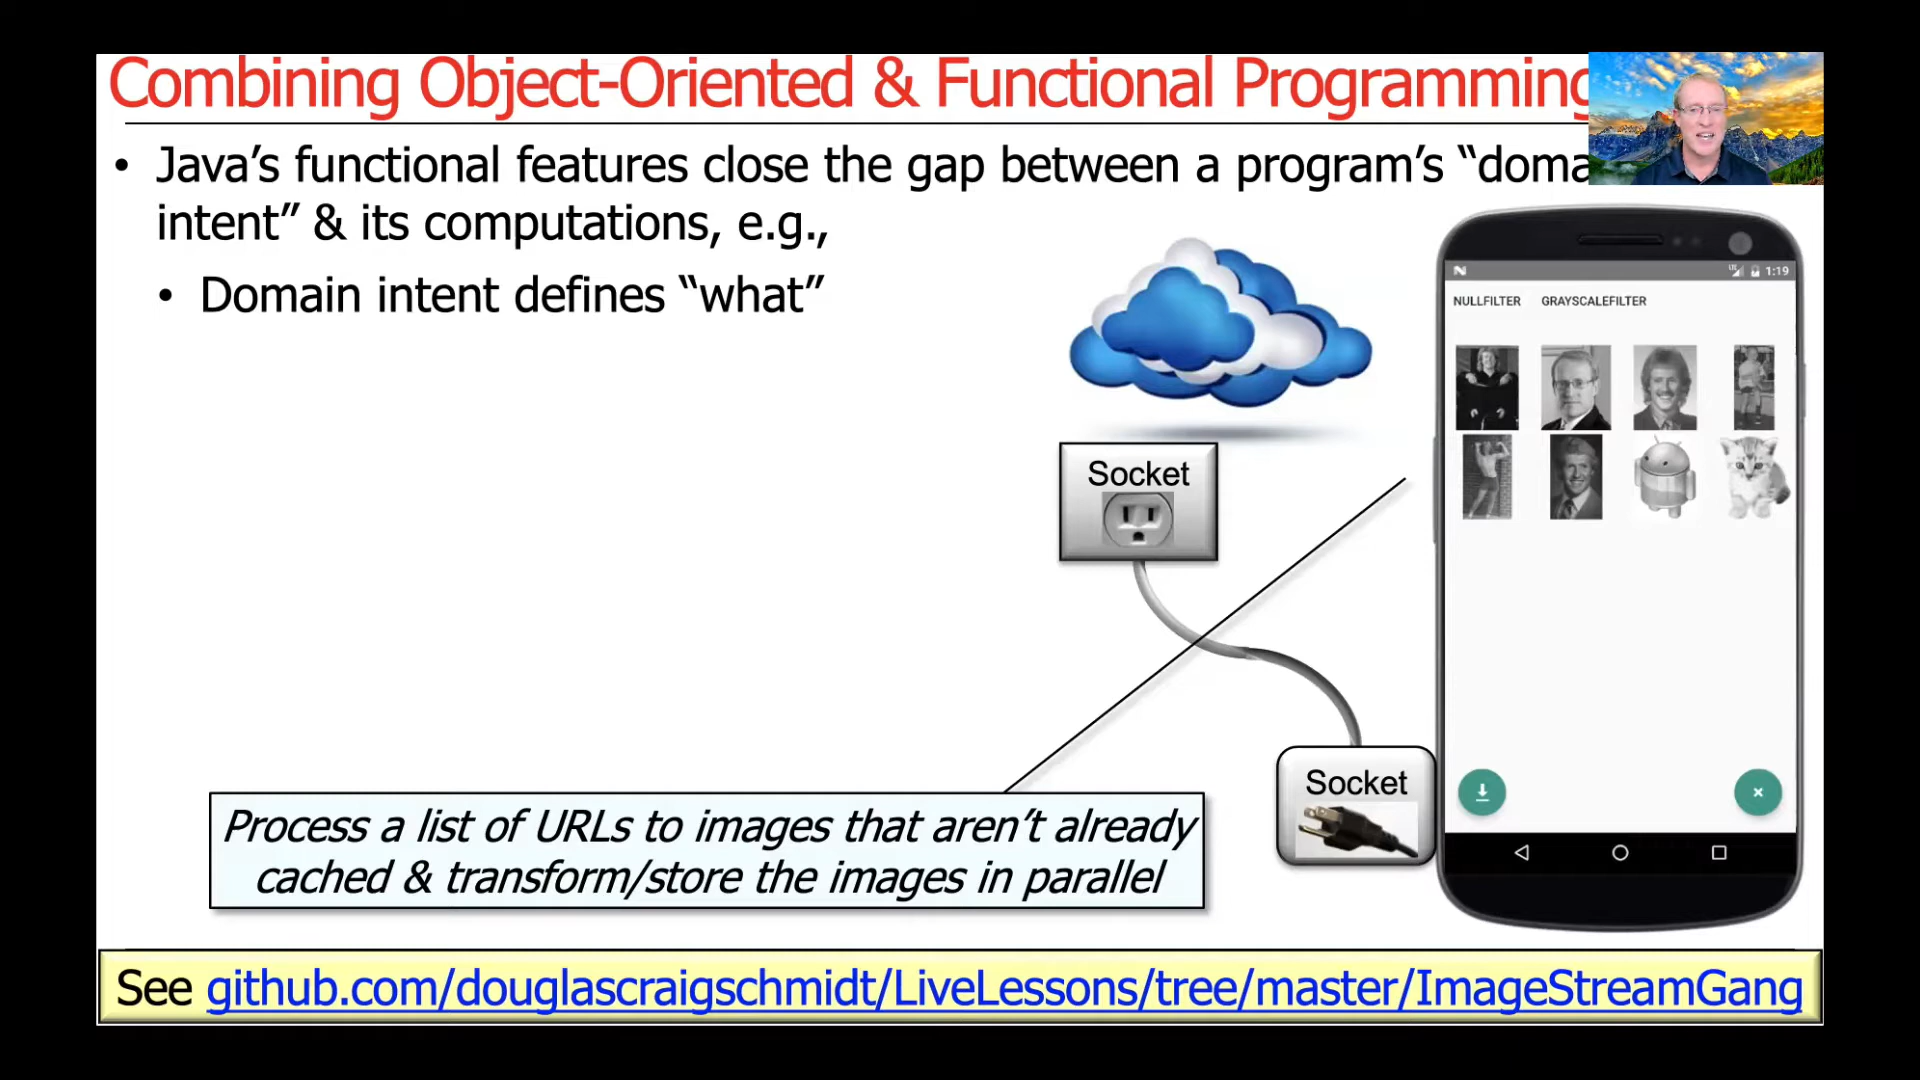 Combining Object-Oriented & Functional Programming
• Java’s functional features close the gap between a program’s “doma
intent” & its computations, e.g.,
• Domain intent defines “what”
1:19
NULLFILTER GRAYSCALEFILTER
Socket
Socket
Process a list of URLs to images that aren’t already
cached & transform/store the images in parallel
See github.com/douglascraigschmidt/LiveLessons/tree/master/ImageStreamGang